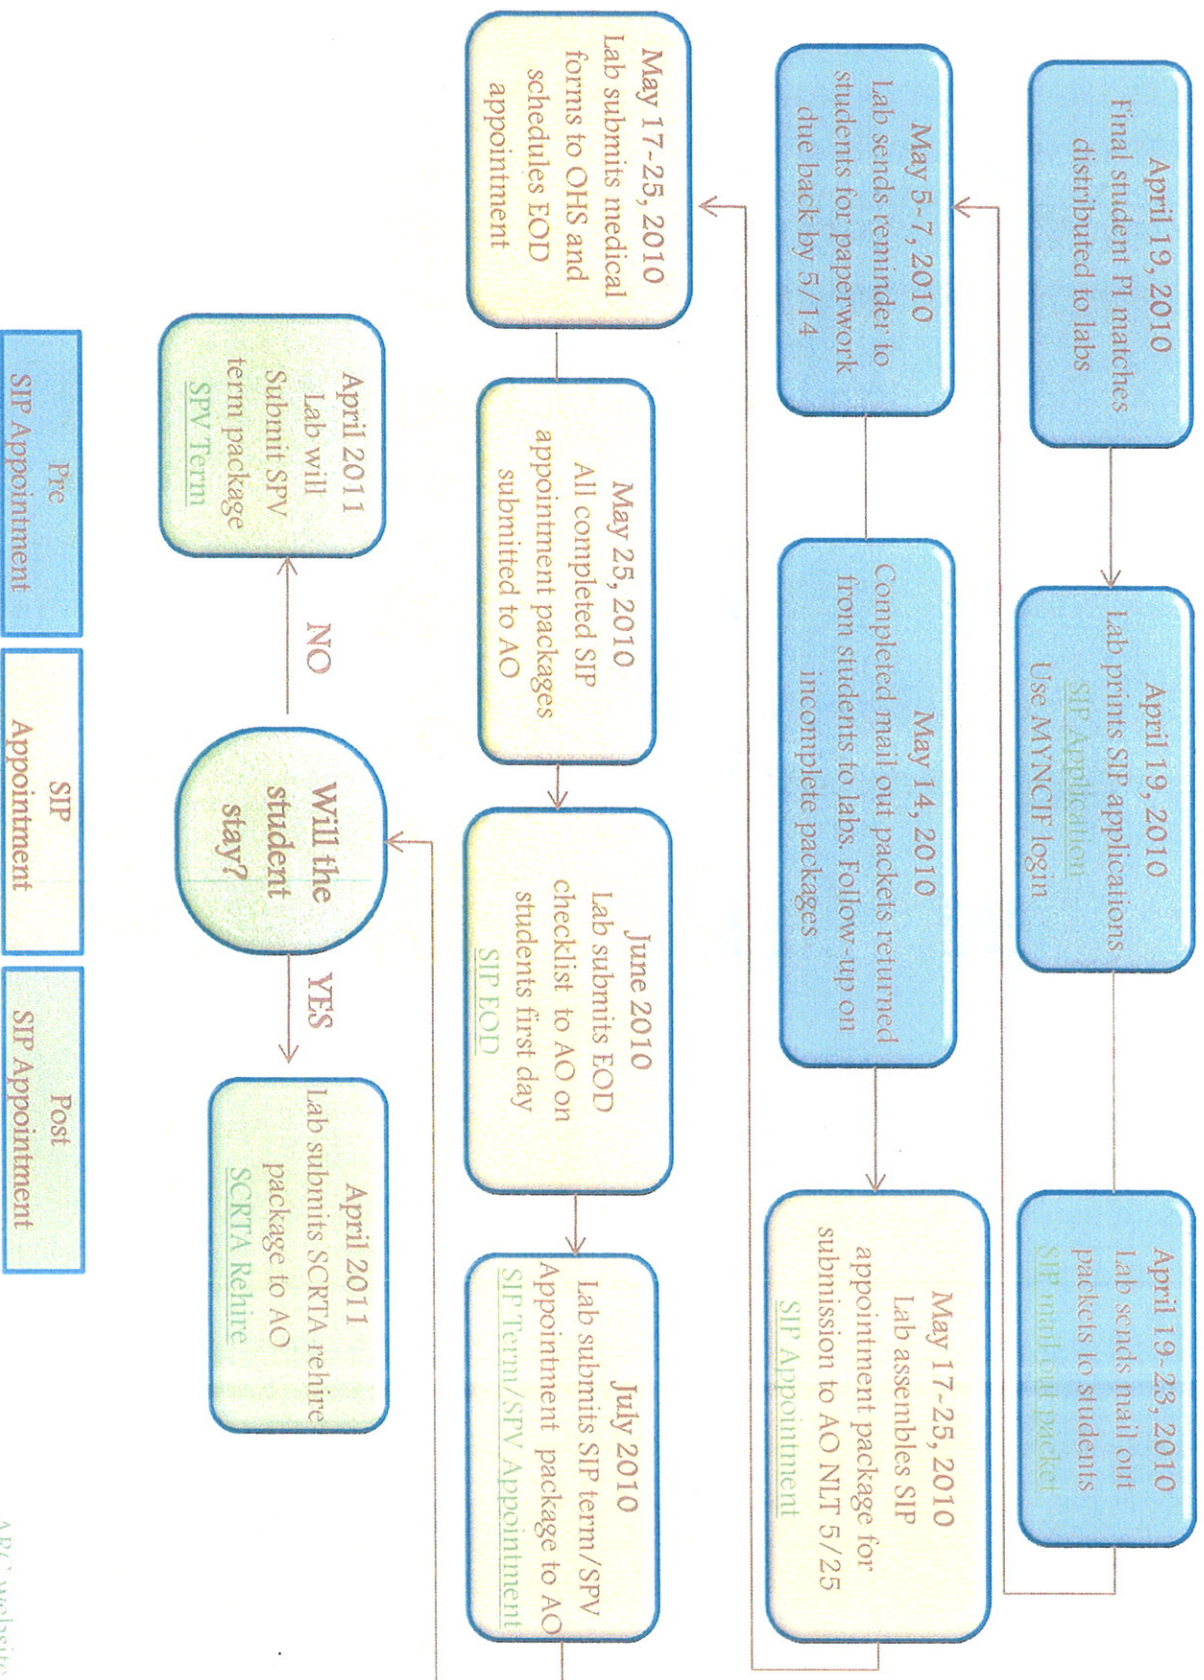 April 19, 2010
Final student PI matches
distributed to labs
April 19, 2010
Lab prints SIP applications
SIP Application
Use MYNCIF login
April 19-23, 2010
Lab sends mail out
packets to students
SIP mail out packet
May 5-7, 2010
Lab sends reminder to
students for paperwork
due back by 5/14
May 14, 2010
Completed mail out packets returned
from students to labs. Follow-up on
incomplete packages
May 17-25, 2010
Lab assembles SIP
appointment package for
submission to AO NLT 5/25
SIP Appointment
May 17-25, 2010
Lab submits medical
forms to OHS and
schedules EOD
appointment
May 25, 2010
All completed SIP
appointment packages
submitted to AO
June 2010
Lab submits EOD
checklist to AO on
students first day
SIP EOD
July 2010
Lab submits SIP term/SPV
Appointment package to AO
SIP Term/SPV Appointment
April 2011
Lab will
Submit SPV
term package
SPV Term
NO
Will the
student
stay?
YES
April 2011
Lab submits SCRTA rehire
package to AO
SCRTA Rehire
Pre
SIP Appointment
SIP
Appointment
Post
SIP Appointment
ARC website